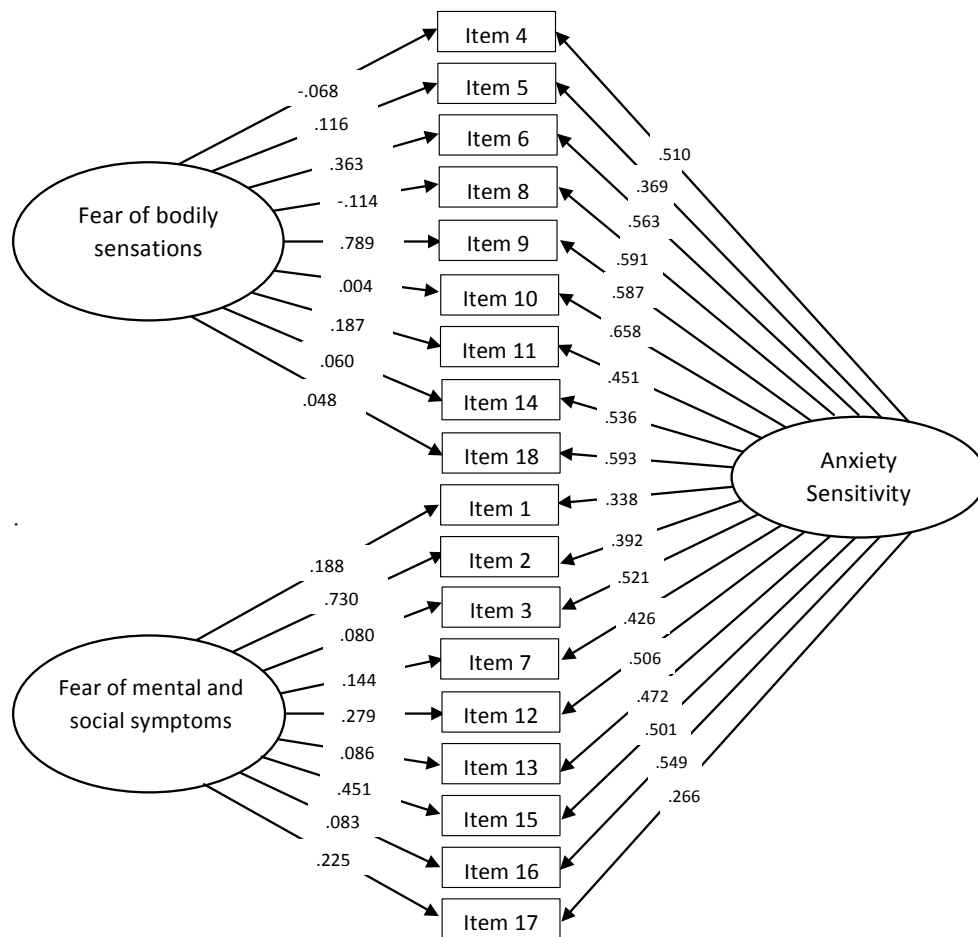 Item 4
-.068
Item 5
.116
Item 6
.510
.363
.369
-.114
Item 8
.563
Fear of bodily
sensations
.789
Item 9
.591
.004
Item 10
.587
.187
Item 11
.658
.060
.451
.048
Item 14
.536
Item 18
.593
Anxiety
Sensitivity
Item 1
.338
.188
Item 2
.392
.730
.521
.080
Item 3
.426
.144
Item 7
.506
Fear of mental and
social symptoms
.279
Item 12
.472
.086
Item 13
.501
.451
Item 15
.549
.083
.266
.225
Item 16
Item 17